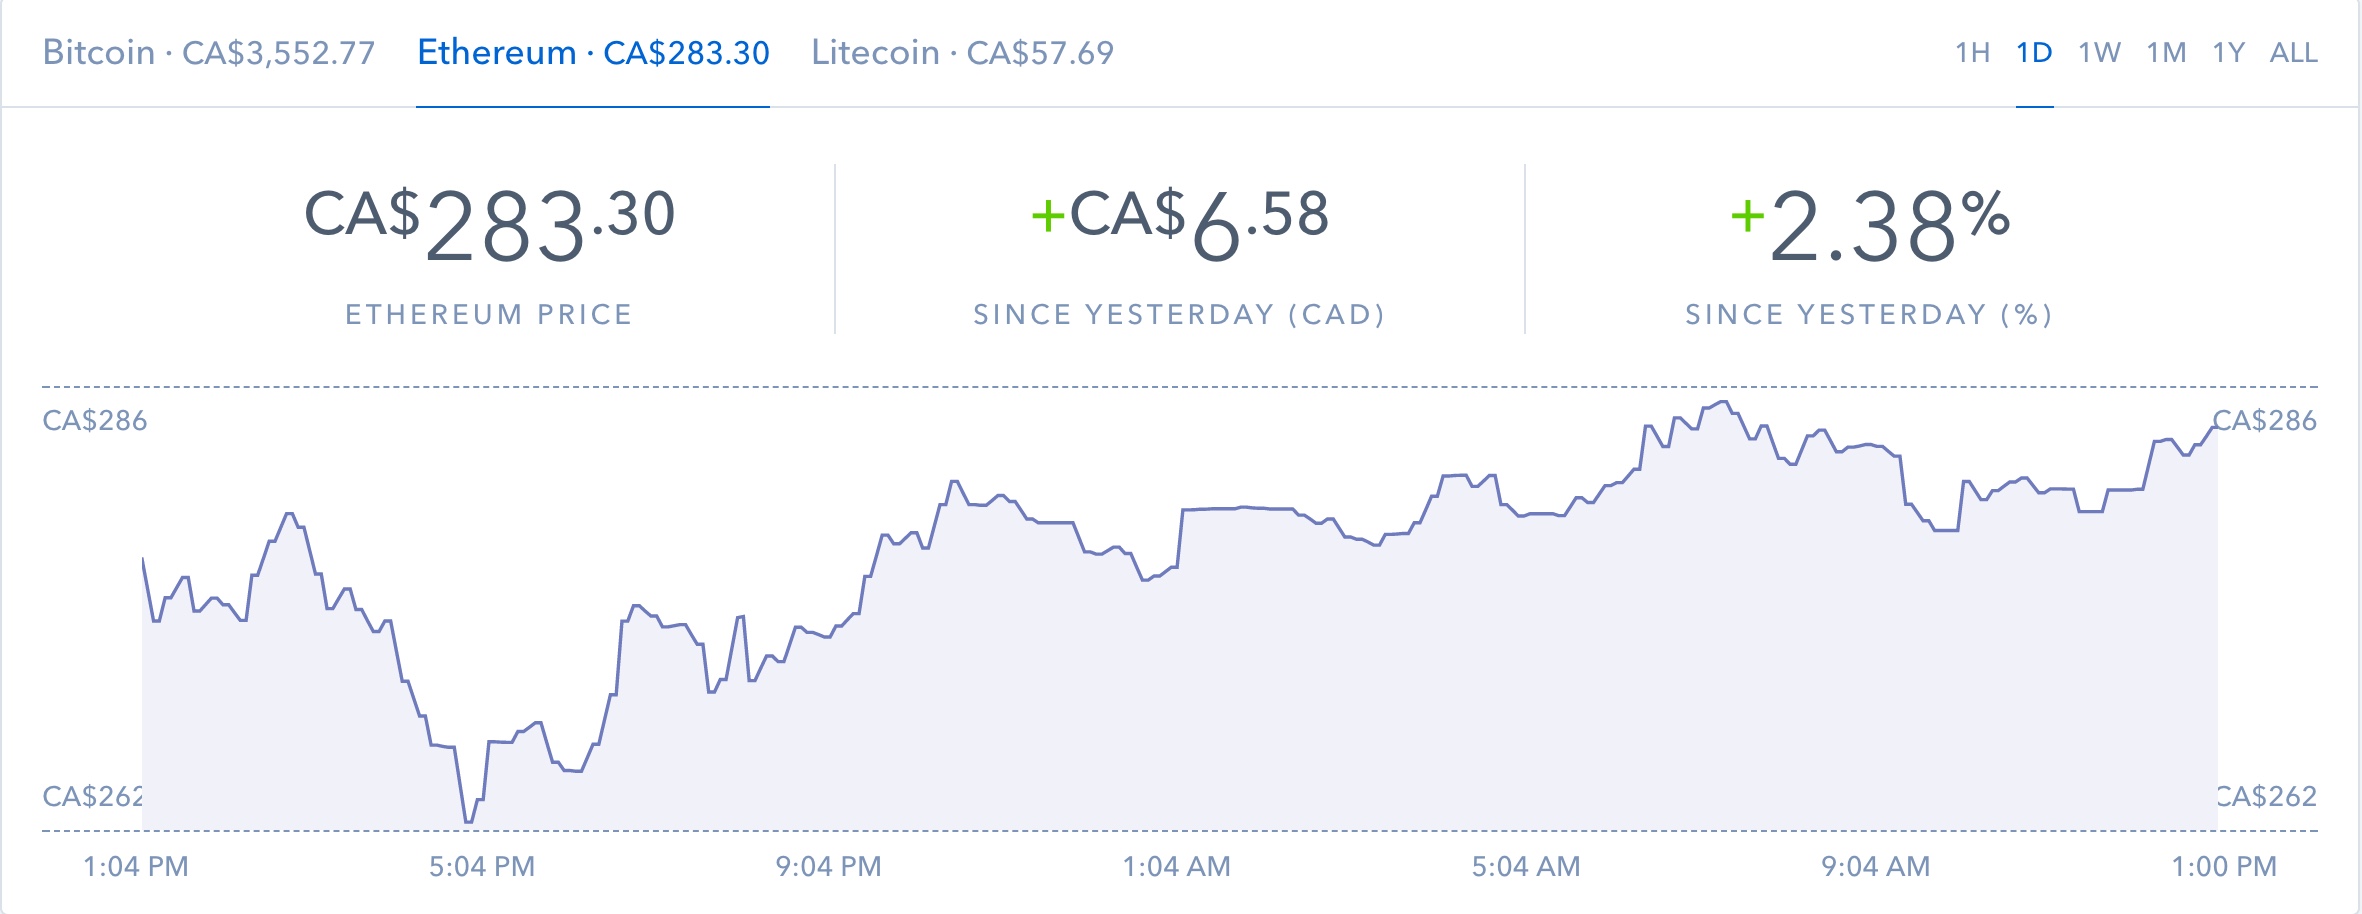 Bitcoin · CA$3,552.77 Ethereum · CA$283.30 Litecoin · CA$57.69 1H 1D 1W 1M 1Y ALL
CA$283.30 +CA$6.58 +2.38%
ETHEREUM PRICE SINCE YESTERDAY (CAD) SINCE YESTERDAY (%)
CA$286 CA$286
CA$262 CA$262
1:04 PM 5:04 PM 9:04 PM 1:04 AM 5:04 AM 9:04 AM 1:00 PM